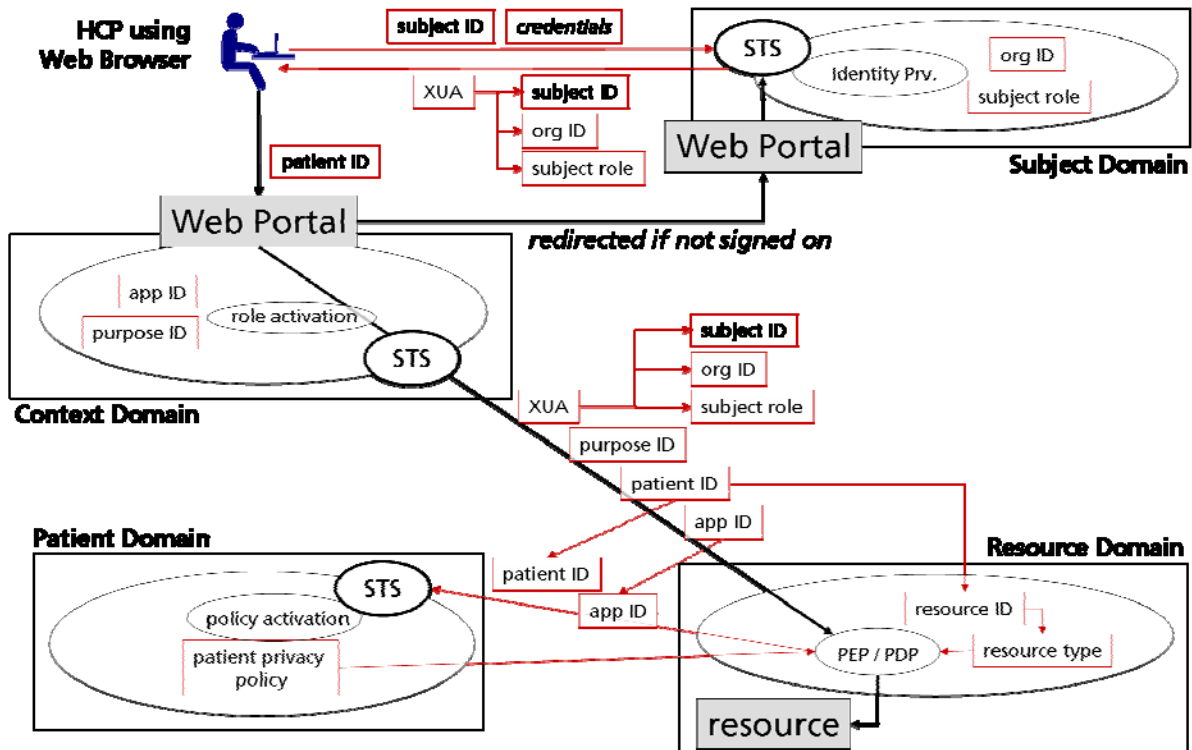 HCP using
Web Browser
subject ID
credentials
STS
Identity Prv.
org ID
subject role
XUA
subject ID
org ID
subject role
Web Portal
Subject Domain
patient ID
Web Portal
redirected if not signed on
app ID
purpose ID
role activation
STS
Context Domain
subject ID
org ID
XUA
subject role
purpose ID
patient ID
app ID
Patient Domain
Resource Domain
STS
policy activation
patient privacy
policy
patient ID
app ID
resource ID
resource type
PEP / PDP
resource